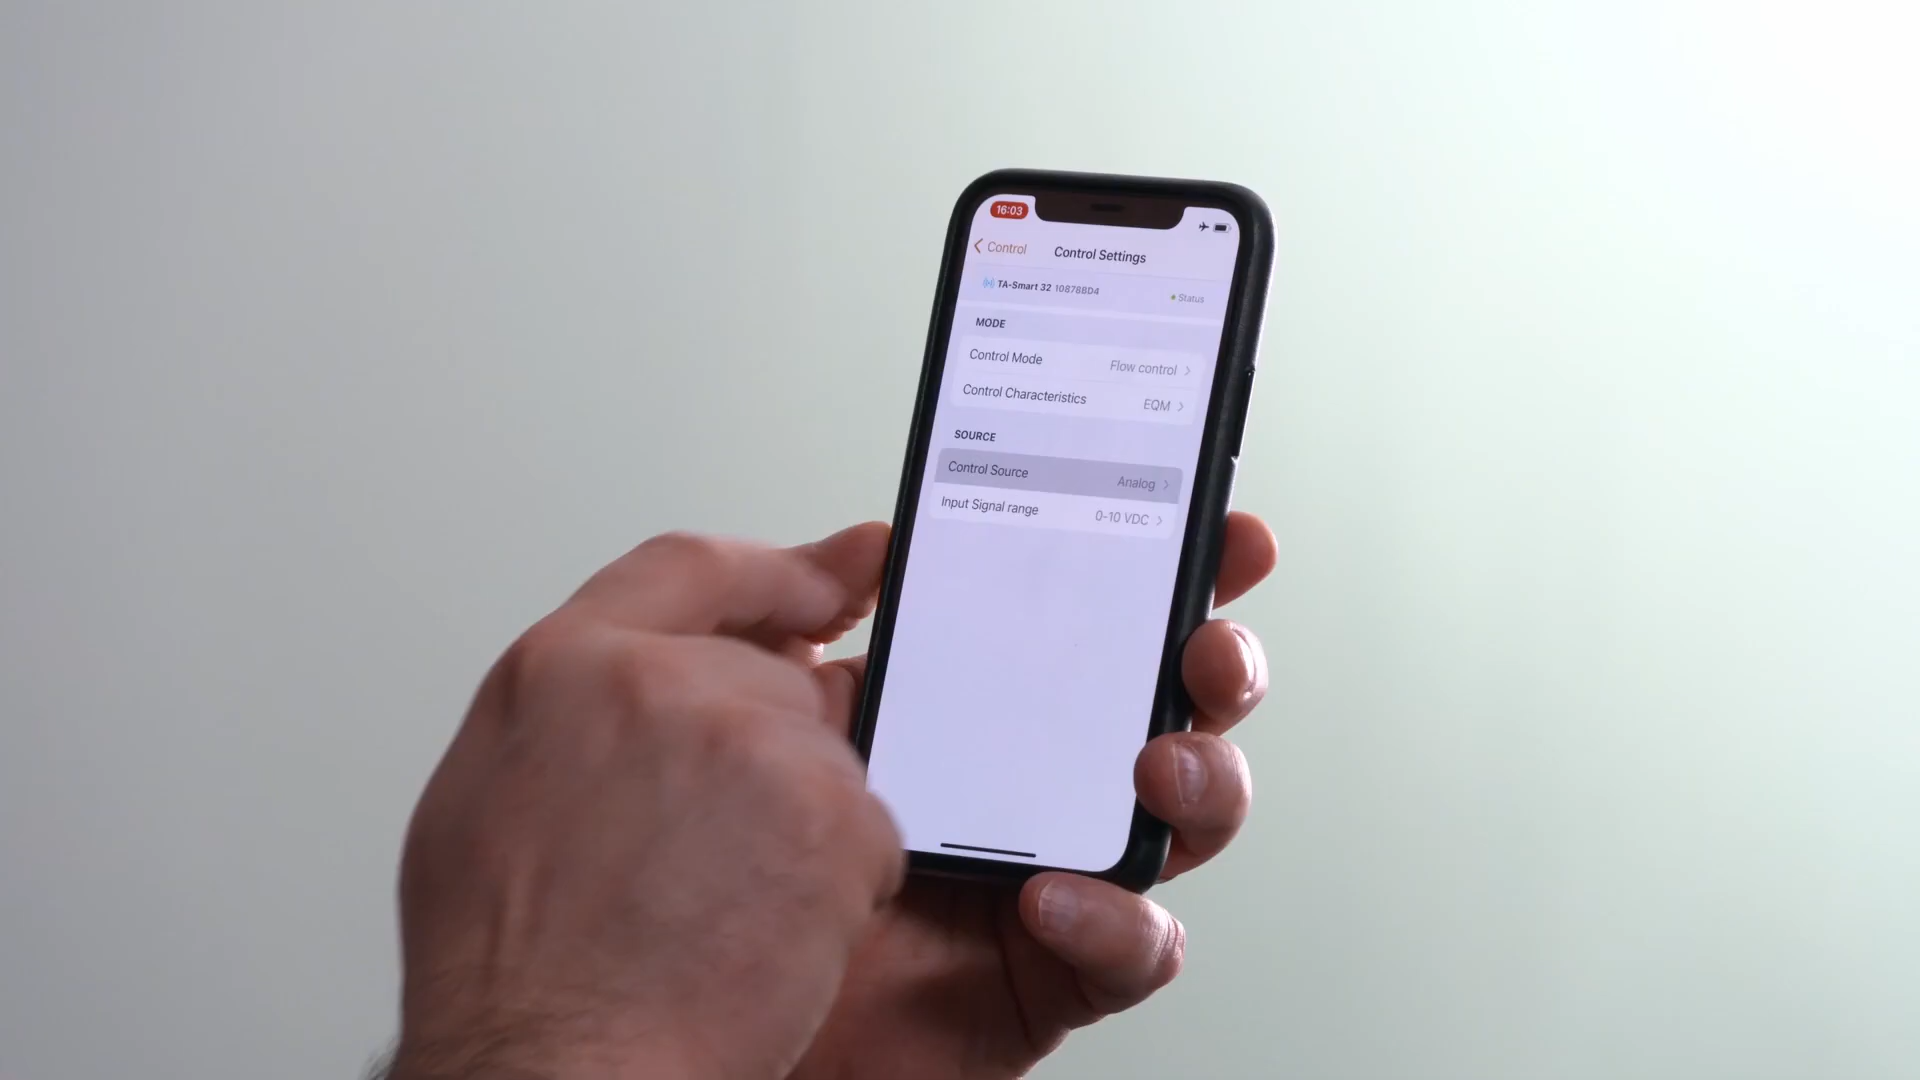 16:03
Control Control Settings
TA-Smart 32 10878BD4 Status
MODE
Control Mode Flow control
Control Characteristics EQM
SOURCE
Control Source Analog
Input Signal range 0-10 VDC